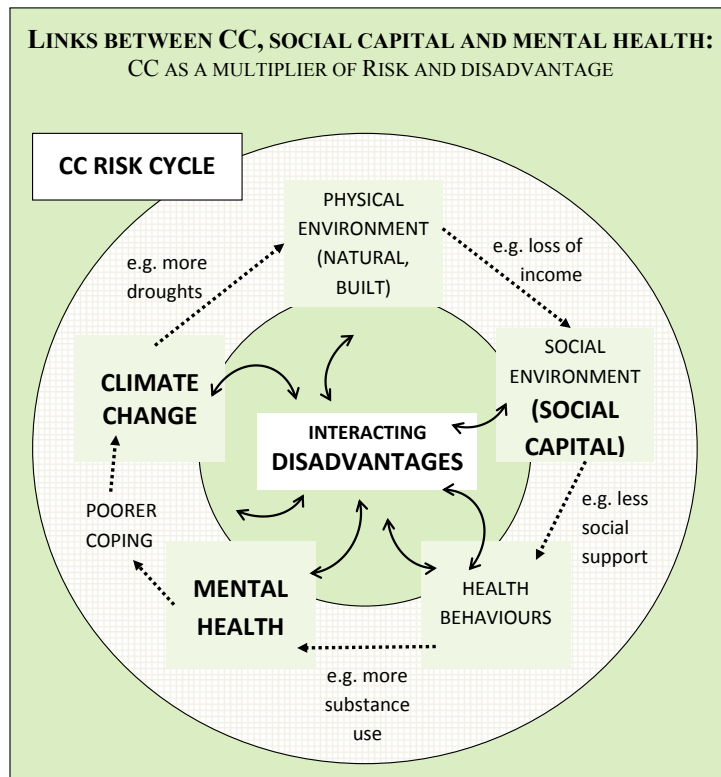 LINKS BETWEEN CC, SOCIAL CAPITAL AND MENTAL HEALTH:
CC AS A MULTIPLIER OF RISK AND DISADVANTAGE
CC RISK CYCLE
PHYSICAL
ENVIRONMENT
(NATURAL,
BUILT)
e.g. more
droughts
e.g. loss of
income
CLIMATE
CHANGE
SOCIAL
ENVIRONMENT
(SOCIAL
CAPITAL)
INTERACTING
DISADVANTAGES
POORER
COPING
e.g. less
social
support
MENTAL
HEALTH
HEALTH
BEHAVIOURS
e.g. more
substance
use